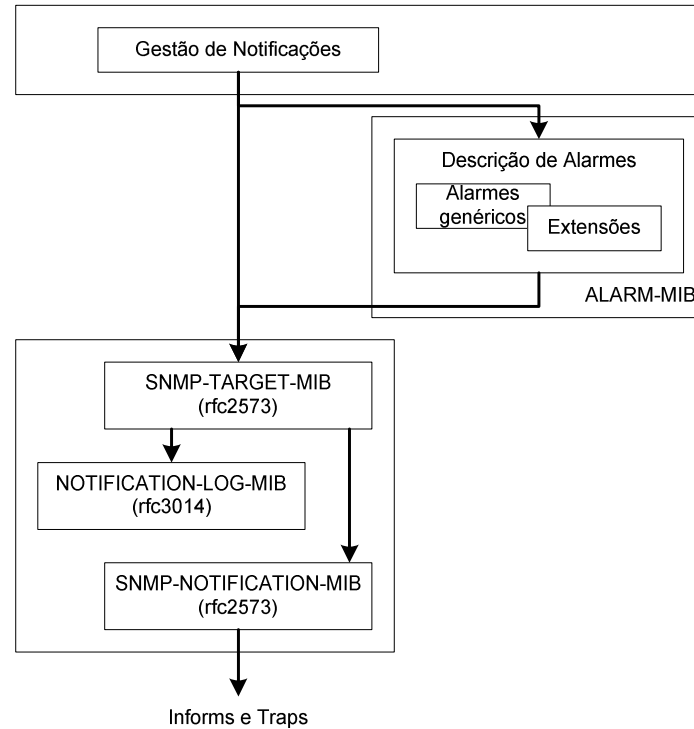 Gestão de Notificações
Descrição de Alarmes
Alarmes
genéricos
Extensões
ALARM-MIB
SNMP-TARGET-MIB
(rfc2573)
NOTIFICATION-LOG-MIB
(rfc3014)
SNMP-NOTIFICATION-MIB
(rfc2573)
Informs e Traps